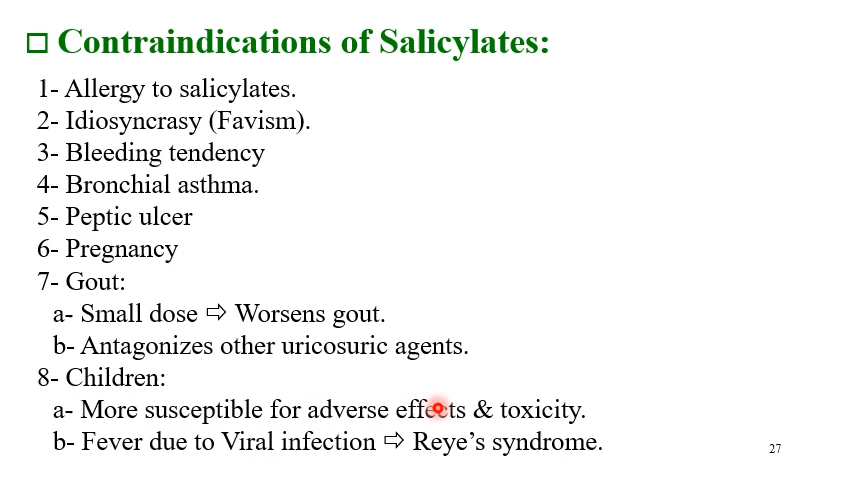 Contraindications of Salicylates:
1- Allergy to salicylates.
2- Idiosyncrasy (Favism).
3- Bleeding tendency
4- Bronchial asthma.
5- Peptic ulcer
6- Pregnancy
7- Gout:
a- Small dose ⇨ Worsens gout.
b- Antagonizes other uricosuric agents.
8- Children:
a- More susceptible for adverse effects & toxicity.
b- Fever due to Viral infection ⇨ Reye’s syndrome.
27